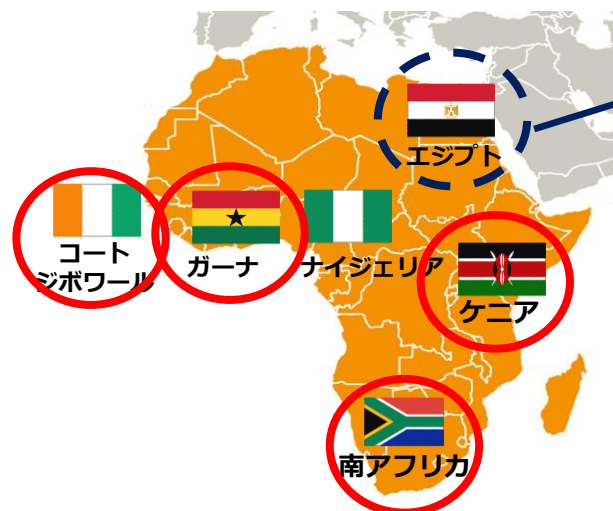 エジプト
コート
ジボワール
ガーナ
ナイジェリア
ケニア
南アフリカ